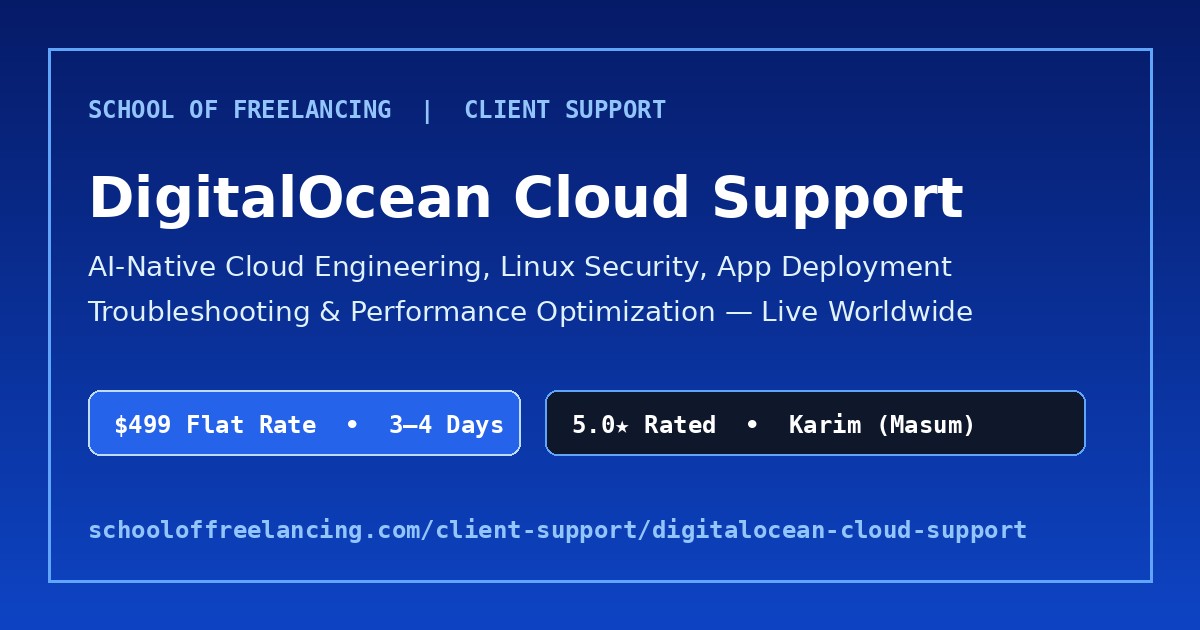 SCHOOL OF FREELANCING | CLIENT SUPPORT
DigitalOcean Cloud Support
AI-Native Cloud Engineering, Linux Security, App Deployment
Troubleshooting & Performance Optimization — Live Worldwide
$499 Flat Rate • 3–4 Days
5.0★ Rated • Karim (Masum)
schooloffreelancing.com/client-support/digitalocean-cloud-support